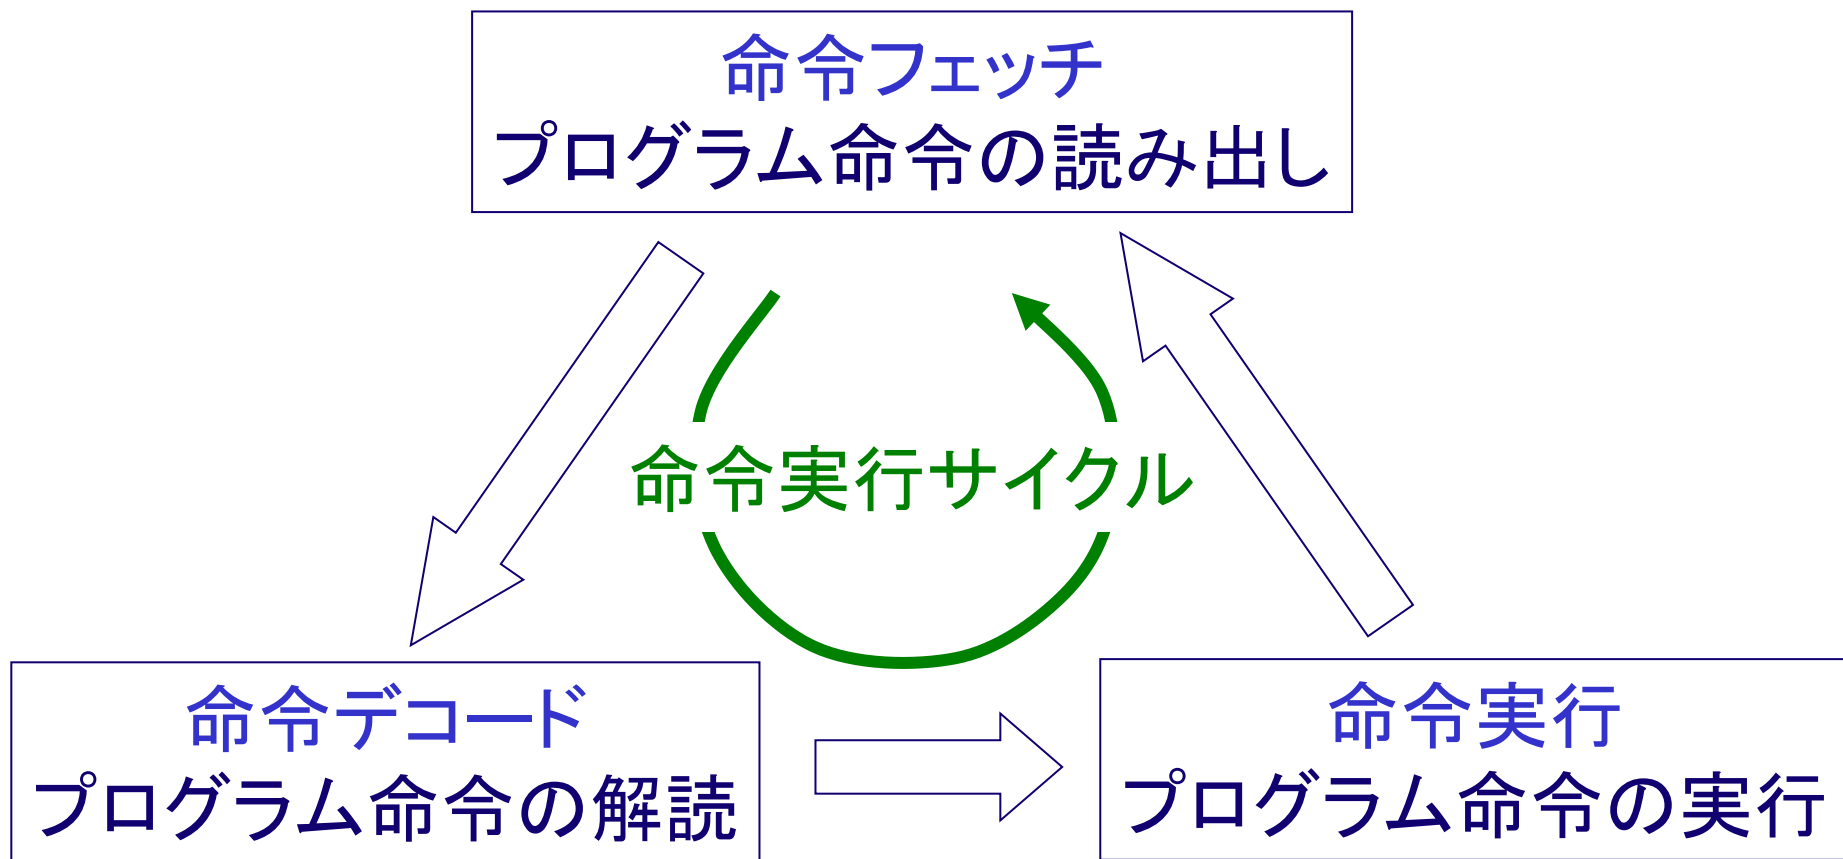 命令フェッチ
プログラム命令の読み出し
命令実行サイクル
命令デコード
プログラム命令の解読
命令実行
プログラム命令の実行